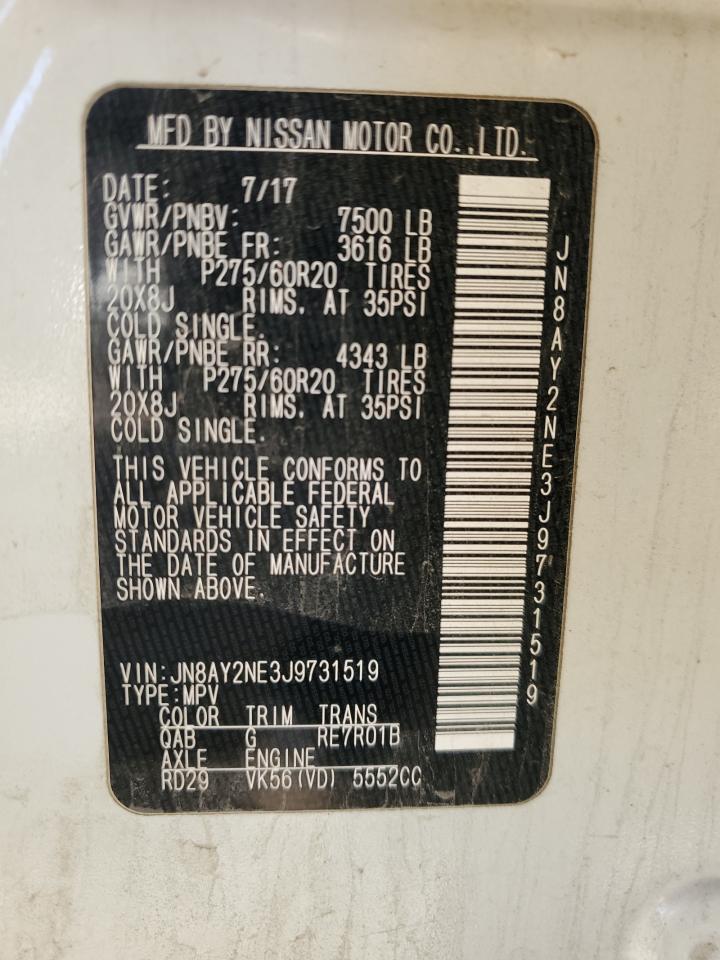 MFD BY NISSAN MOTOR CO.,LTD.
DATE: 7/17
GVWR/PNBV: 7500 LB
GAWR/PNBE FR: 3616 LB
WITH P275/60R20 TIRES
20X8J RIMS, AT 35PSI
COLD SINGLE.
GAWR/PNBE RR: 4343 LB
WITH P275/60R20 TIRES
20X8J RIMS, AT 35PSI
COLD SINGLE.
THIS VEHICLE CONFORMS TO
ALL APPLICABLE FEDERAL
MOTOR VEHICLE SAFETY
STANDARDS IN EFFECT ON
THE DATE OF MANUFACTURE
SHOWN ABOVE.
VIN:JN8AY2NE3J9731519
TYPE:MPV
COLOR TRIM TRANS
QAB G RE7R01B
AXLE ENGINE
RD29 VK56(VD) 5552CC
JN8AY2NE3J9731519